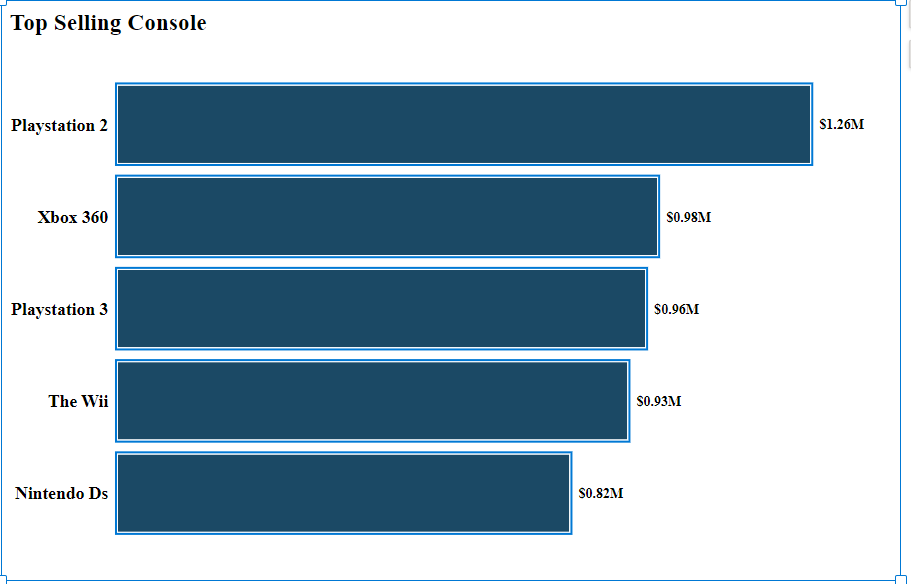 Top Selling Console
Playstation 2 $1.26M
Xbox 360 $0.98M
Playstation 3 $0.96M
The Wii $0.93M
Nintendo Ds $0.82M